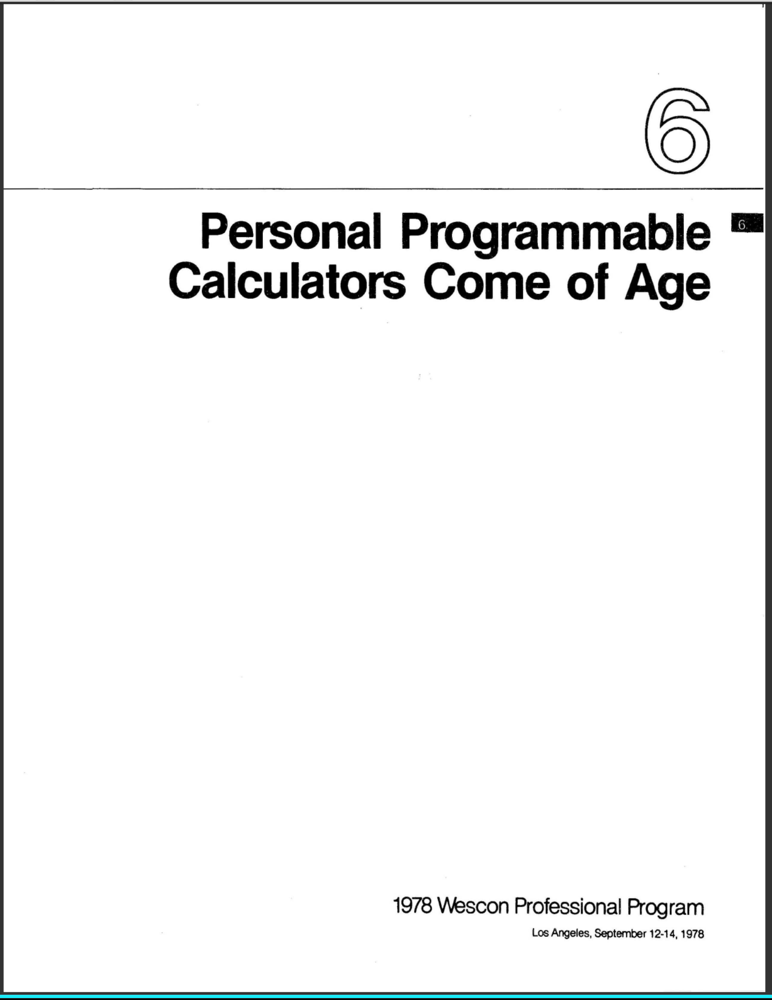 6
Personal Programmable
6
Calculators Come of Age
1978 Wescon Professional Program
Los Angeles, September 12-14, 1978